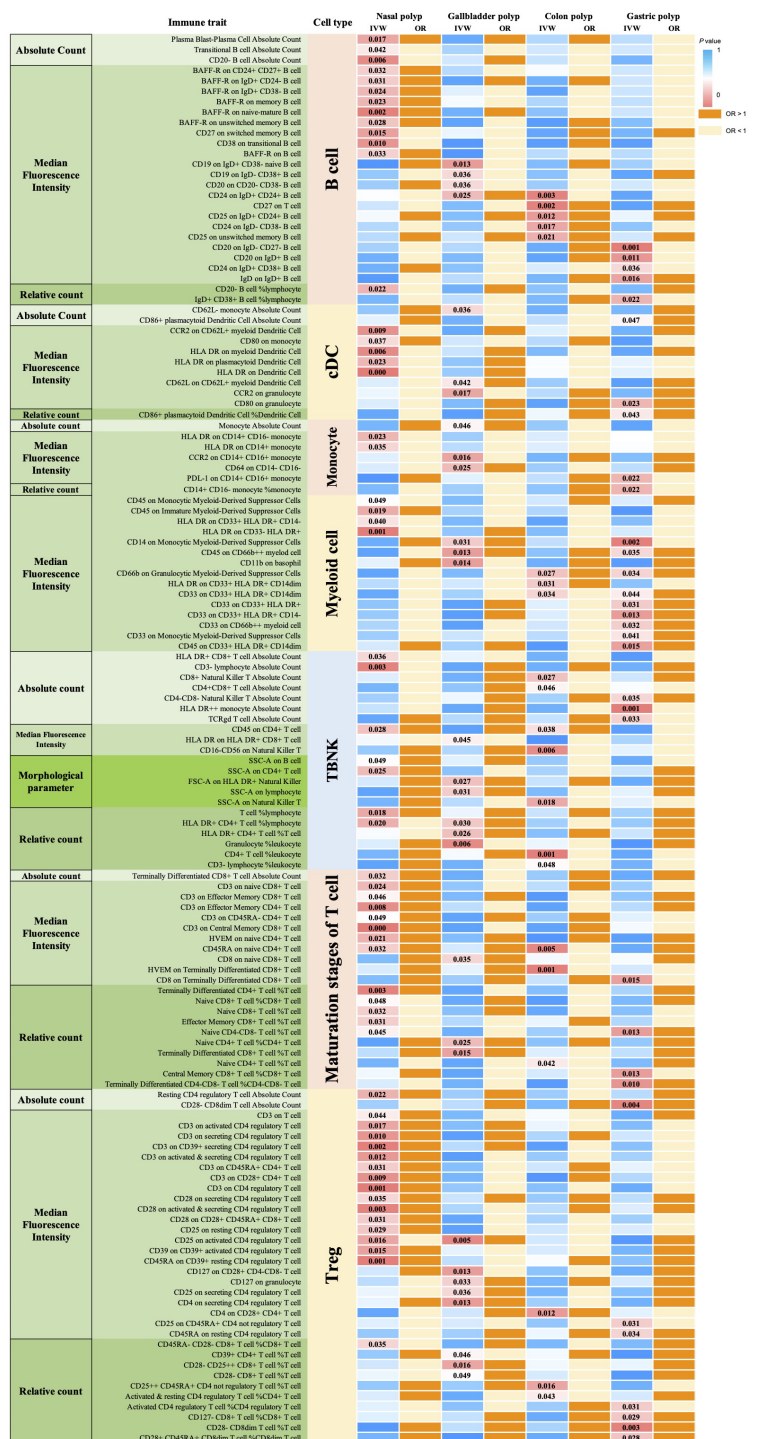 Immune trait Cell type Nasal polyp Gallbladder polyp Colon polyp Gastric polyp
IVW OR IVW OR IVW OR IVW OR
P value
1
0
OR > 1
OR < 1
Absolute Count
B cell
Plasma Blast-Plasma Cell Absolute Count 0.017
Transitional B cell Absolute Count 0.042
CD20- B cell Absolute Count 0.006
Median Fluorescence Intensity
BAFF-R on CD24+ CD27+ B cell 0.032
BAFF-R on IgD+ CD24- B cell 0.031
BAFF-R on IgD+ CD38- B cell 0.024
BAFF-R on memory B cell 0.023
BAFF-R on naive-mature B cell 0.002
BAFF-R on unswitched memory B cell 0.028
CD27 on switched memory B cell 0.015
CD38 on transitional B cell 0.010
BAFF-R on B cell 0.033
CD19 on IgD+ CD38- naive B cell 0.013
CD19 on IgD- CD38+ B cell 0.036
CD20 on CD20- CD38- B cell 0.036
CD24 on IgD+ CD24+ B cell 0.025 0.003
CD27 on T cell 0.002
CD25 on IgD+ CD24+ B cell 0.012
CD24 on IgD- CD38- B cell 0.017
CD25 on unswitched memory B cell 0.021
CD20 on IgD- CD27- B cell 0.001
CD20 on IgD+ B cell 0.011
CD24 on IgD+ CD38+ B cell 0.036
IgD on IgD+ B cell 0.016
Relative count
CD20- B cell %lymphocyte 0.022
IgD+ CD38+ B cell %lymphocyte 0.022
Absolute Count
cDC
CD62L- monocyte Absolute Count 0.036
CD86+ plasmacytoid Dendritic Cell Absolute Count 0.047
Median Fluorescence Intensity
CCR2 on CD62L+ myeloid Dendritic Cell 0.009
CD80 on monocyte 0.037
HLA DR on myeloid Dendritic Cell 0.006
HLA DR on plasmacytoid Dendritic Cell 0.023
HLA DR on Dendritic Cell 0.000
CD62L on CD62L+ myeloid Dendritic Cell 0.042
CCR2 on granulocyte 0.017
CD80 on granulocyte 0.023
Relative count
CD86+ plasmacytoid Dendritic Cell %Dendritic Cell 0.043
Absolute count
Monocyte
Monocyte Absolute Count 0.046
Median Fluorescence Intensity
HLA DR on CD14+ CD16- monocyte 0.023
HLA DR on CD14+ monocyte 0.035
CCR2 on CD14+ CD16+ monocyte 0.016
CD64 on CD14- CD16- 0.025
PDL-1 on CD14+ CD16+ monocyte 0.022
Relative count
CD14+ CD16- monocyte %monocyte 0.022
Median Fluorescence Intensity
Myeloid cell
CD45 on Monocytic Myeloid-Derived Suppressor Cells 0.049
CD45 on Immature Myeloid-Derived Suppressor Cells 0.019
HLA DR on CD33+ HLA DR+ CD14- 0.040
HLA DR on CD33- HLA DR+ 0.001
CD14 on Monocytic Myeloid-Derived Suppressor Cells 0.031 0.002
CD45 on CD66b++ myelod cell 0.013 0.035
CD11b on basophil 0.014
CD66b on Granulocytic Myeloid-Derived Suppressor Cells 0.027 0.034
HLA DR on CD33+ HLA DR+ CD14dim 0.031
CD33 on CD33+ HLA DR+ CD14dim 0.034 0.044
CD33 on CD33+ HLA DR+ 0.031
CD33 on CD33+ HLA DR+ CD14- 0.013
CD33 on CD66b++ myeloid cell 0.032
CD33 on Monocytic Myeloid-Derived Suppressor Cells 0.041
CD45 on CD33+ HLA DR+ CD14dim 0.015
Absolute count
TBNK
HLA DR+ CD8+ T cell Absolute Count 0.036
CD3- lymphocyte Absolute Count 0.003
CD8+ Natural Killer T Absolute Count 0.027
CD4+CD8+ T cell Absolute Count 0.046
CD4-CD8- Natural Killer T Absolute Count 0.035
HLA DR++ monocyte Absolute Count 0.001
TCRgd T cell Absolute Count 0.033
Median Fluorescence Intensity
CD45 on CD4+ T cell 0.028 0.038
HLA DR on HLA DR+ CD8+ T cell 0.045
CD16-CD56 on Natural Killer T 0.006
Morphological parameter
SSC-A on B cell 0.049
SSC-A on CD4+ T cell 0.025
FSC-A on HLA DR+ Natural Killer 0.027
SSC-A on lymphocyte 0.031
SSC-A on Natural Killer T 0.018
Relative count
T cell %lymphocyte 0.018
HLA DR+ CD4+ T cell %lymphocyte 0.020 0.030
HLA DR+ CD4+ T cell %T cell 0.026
Granulocyte %leukocyte 0.006
CD4+ T cell %leukocyte 0.001
CD3- lymphocyte %leukocyte 0.048
Absolute count
Maturation stages of T cell
Terminally Differentiated CD8+ T cell Absolute Count 0.032
Median Fluorescence Intensity
CD3 on naive CD8+ T cell 0.024
CD3 on Effector Memory CD8+ T cell 0.046
CD3 on Effector Memory CD4+ T cell 0.008
CD3 on CD45RA- CD4+ T cell 0.049
CD3 on Central Memory CD8+ T cell 0.000
HVEM on naive CD4+ T cell 0.021
CD45RA on naive CD4+ T cell 0.032 0.005
CD8 on naive CD8+ T cell 0.035
HVEM on Terminally Differentiated CD8+ T cell 0.001
CD8 on Terminally Differentiated CD8+ T cell 0.015
Relative count
Terminally Differentiated CD4+ T cell %T cell 0.003
Naive CD8+ T cell %CD8+ T cell 0.048
Naive CD8+ T cell %T cell 0.032
Effector Memory CD8+ T cell %T cell 0.031
Naive CD4-CD8- T cell %T cell 0.045 0.013
Naive CD4+ T cell %CD4+ T cell 0.025
Terminally Differentiated CD8+ T cell %T cell 0.015
Naive CD4+ T cell %T cell 0.042
Central Memory CD8+ T cell %CD8+ T cell 0.013
Terminally Differentiated CD4-CD8- T cell %CD4-CD8- T cell 0.010
Absolute count
Treg
Resting CD4 regulatory T cell Absolute Count 0.022
CD28- CD8dim T cell Absolute Count 0.004
Median Fluorescence Intensity
CD3 on T cell 0.044
CD3 on activated CD4 regulatory T cell 0.017
CD3 on secreting CD4 regulatory T cell 0.010
CD3 on CD39+ secreting CD4 regulatory T cell 0.002
CD3 on activated & secreting CD4 regulatory T cell 0.012
CD3 on CD45RA+ CD4+ T cell 0.031
CD3 on CD28+ CD4+ T cell 0.009
CD3 on CD4 regulatory T cell 0.001
CD28 on secreting CD4 regulatory T cell 0.035
CD28 on activated & secreting CD4 regulatory T cell 0.003
CD28 on CD28+ CD45RA+ CD8+ T cell 0.031
CD25 on resting CD4 regulatory T cell 0.029
CD25 on activated CD4 regulatory T cell 0.016 0.005
CD39 on CD39+ activated CD4 regulatory T cell 0.015
CD45RA on CD39+ resting CD4 regulatory T cell 0.001
CD127 on CD28+ CD4-CD8- T cell 0.013
CD127 on granulocyte 0.033
CD25 on secreting CD4 regulatory T cell 0.036
CD4 on secreting CD4 regulatory T cell 0.013
CD4 on CD28+ CD4+ T cell 0.012
CD25 on CD45RA+ CD4 not regulatory T cell 0.031
CD45RA on resting CD4 regulatory T cell 0.034
Relative count
CD45RA- CD28- CD8+ T cell %CD8+ T cell 0.035
CD39+ CD4+ T cell %T cell 0.046
CD28- CD25++ CD8+ T cell %T cell 0.016
CD28- CD8+ T cell %T cell 0.049
CD25++ CD45RA+ CD4 not regulatory T cell %T cell 0.016
Activated & resting CD4 regulatory T cell %CD4+ T cell 0.043
Activated CD4 regulatory T cell %CD4 regulatory T cell 0.031
CD127- CD8+ T cell %CD8+ T cell 0.029
CD28- CD8dim T cell %T cell 0.003
CD28+ CD45RA+ CD8dim T cell %CD8dim T cell 0.028